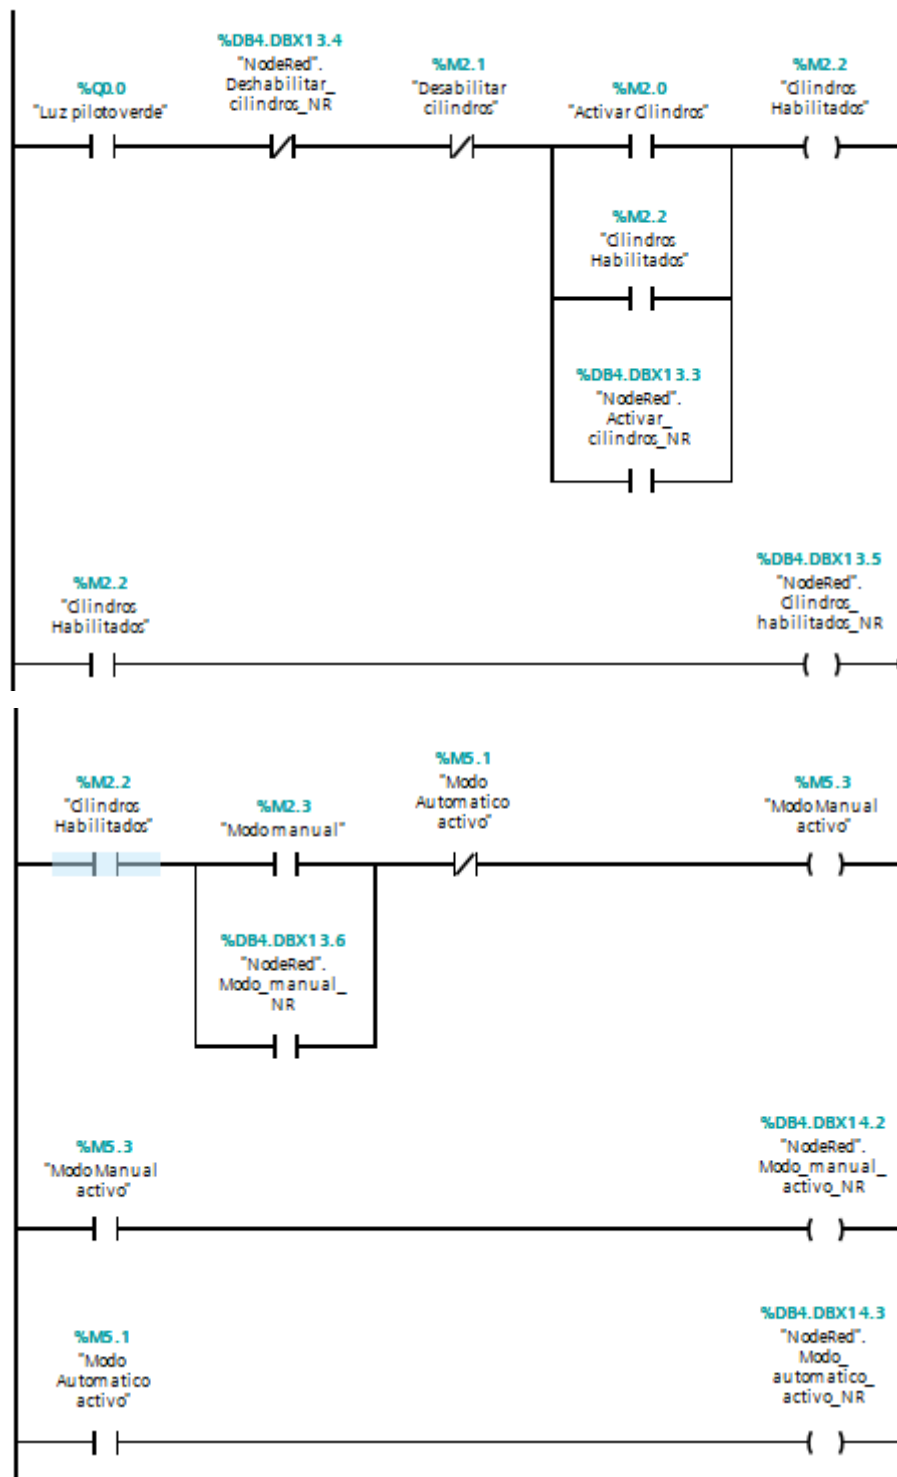 %Q0.0
"Luz piloto verde"
%DB4.DBX13.4
"NodeRed".
Deshabilitar_
cilindros_NR
%M2.1
"Desabilitar
cilindros"
%M2.0
"Activar Cilindros"
%M2.2
"Cilindros
Habilitados"
%M2.2
"Cilindros
Habilitados"
%DB4.DBX13.3
"NodeRed".
Activar_
cilindros_NR
%M2.2
"Cilindros
Habilitados"
%DB4.DBX13.5
"NodeRed".
Cilindros_
habilitados_NR
%M2.2
"Cilindros
Habilitados"
%M2.3
"Modo manual"
%M5.1
"Modo
Automatico
activo"
%M5.3
"Modo Manual
activo"
%DB4.DBX13.6
"NodeRed".
Modo_manual_
NR
%M5.3
"Modo Manual
activo"
%DB4.DBX14.2
"NodeRed".
Modo_manual_
activo_NR
%M5.1
"Modo
Automatico
activo"
%DB4.DBX14.3
"NodeRed".
Modo_
automatico_
activo_NR